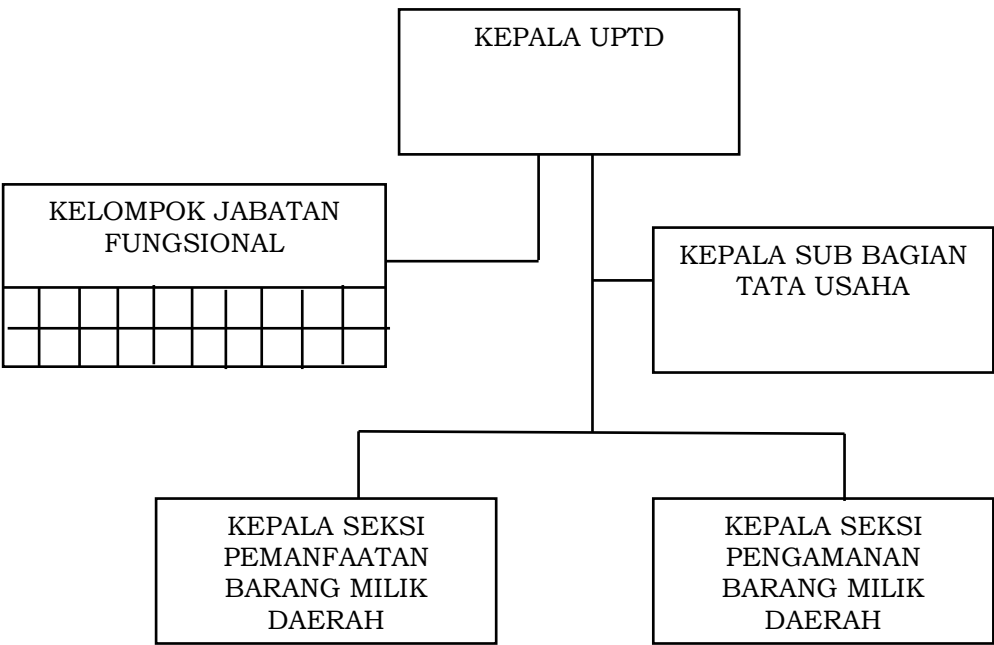 KEPALA UPTD
KELOMPOK JABATAN
FUNGSIONAL
KEPALA SUB BAGIAN
TATA USAHA
KEPALA SEKSI
PEMANFAATAN
BARANG MILIK
DAERAH
KEPALA SEKSI
PENGAMANAN
BARANG MILIK
DAERAH